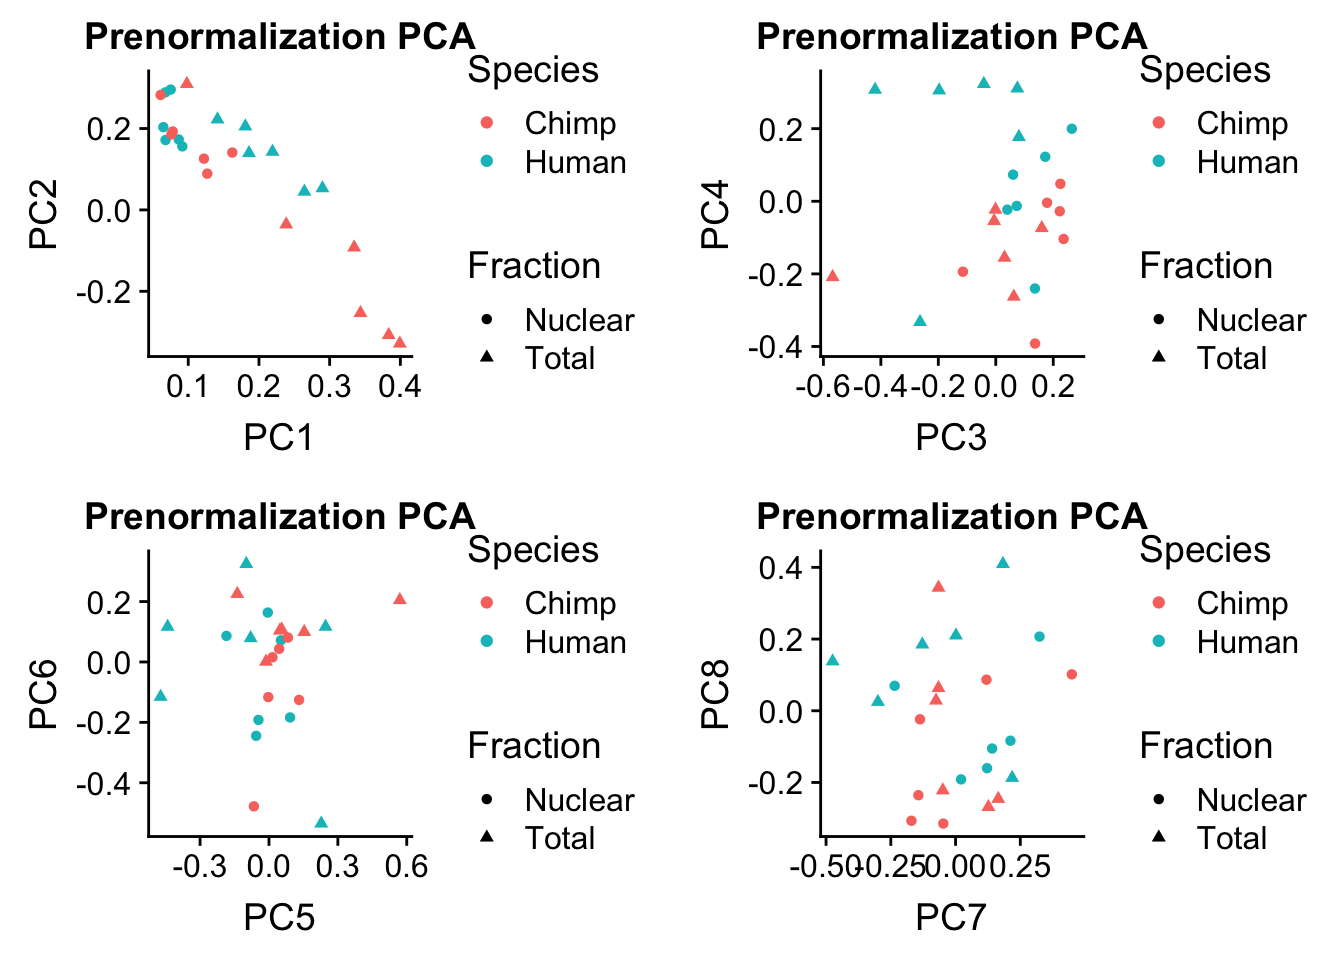 Prenormalization PCA
Species
Chimp
Human
Fraction
Nuclear
Total
PC2
0.2
0.0
-0.2
0.1 0.2 0.3 0.4
PC1
Prenormalization PCA
Species
Chimp
Human
Fraction
Nuclear
Total
PC4
0.2
0.0
-0.2
-0.4
-0.6 -0.4 -0.2 0.0 0.2
PC3
Prenormalization PCA
Species
Chimp
Human
Fraction
Nuclear
Total
PC6
0.2
0.0
-0.2
-0.4
-0.3 0.0 0.3 0.6
PC5
Prenormalization PCA
Species
Chimp
Human
Fraction
Nuclear
Total
PC8
0.4
0.2
0.0
-0.2
-0.50 -0.25 0.00 0.25
PC7